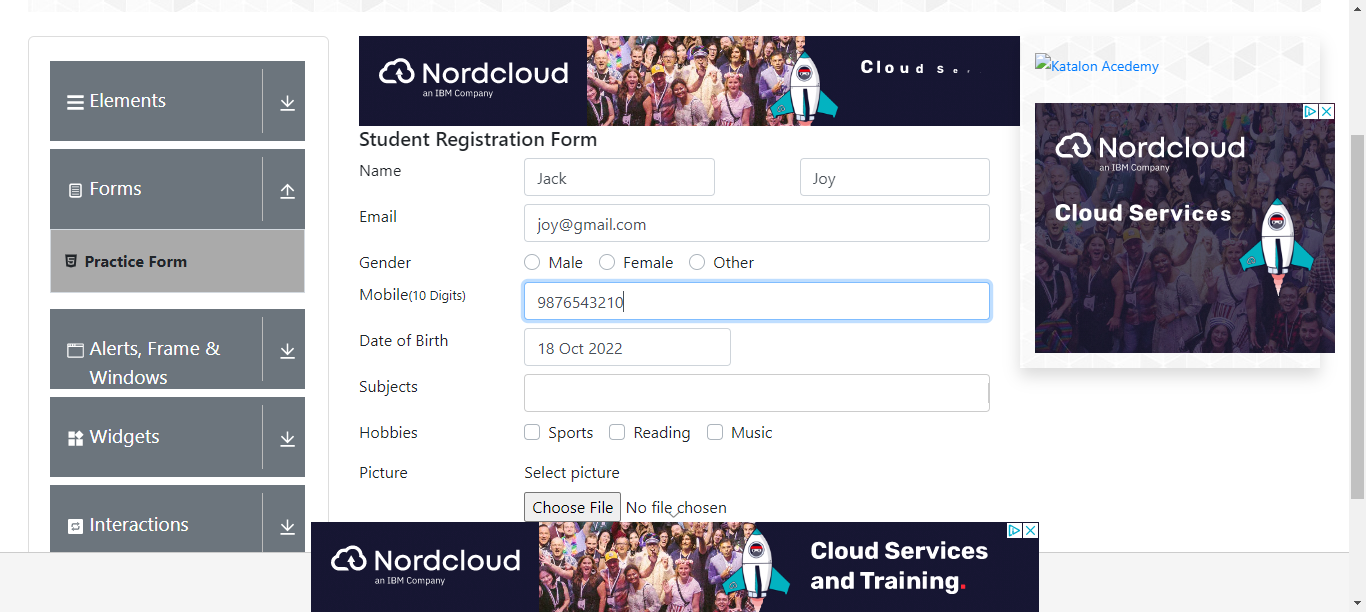 Elements
Forms
Practice Form
Alerts, Frame &
Windows
Widgets
Interactions
Nordcloud
an IBM Company
Cloud se
Student Registration Form
Name
Jack
Joy
Email
joy@gmail.com
Gender
Male
Female
Other
Mobile(10 Digits)
9876543210
Date of Birth
18 Oct 2022
Subjects
Hobbies
Sports
Reading
Music
Picture
Select picture
Choose File No file chosen
Katalon Acedemy
Nordcloud
an IBM Company
Cloud Services
Nordcloud
an IBM Company
Cloud Services
and Training.